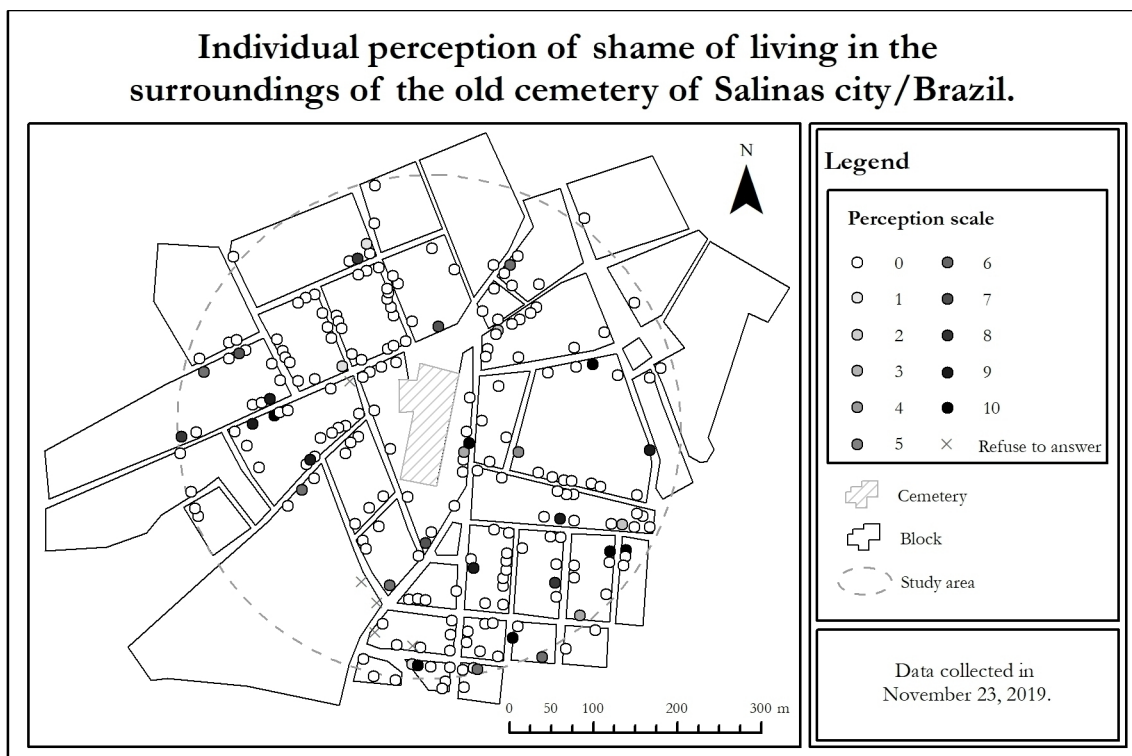 Individual perception of shame of living in the
surroundings of the old cemetery of Salinas city/Brazil.
N
0 50 100 200 300 m
Legend
Perception scale
0 6
1 7
2 8
3 9
4 10
5 Refuse to answer
Cemetery
Block
Study area
Data collected in
November 23, 2019.